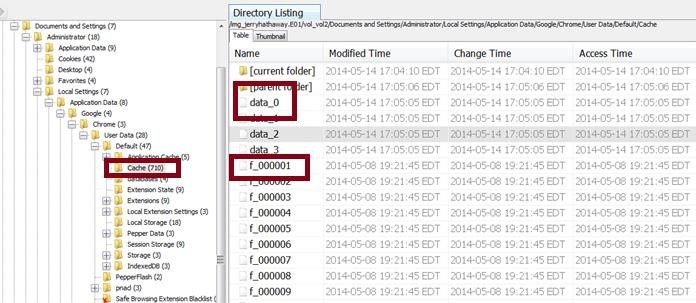 Documents and Settings (7)
Administrator (18)
Application Data (9)
Cookies (42)
Desktop (4)
Favorites (4)
Local Settings (7)
Application Data (8)
Google (4)
Chrome (3)
User Data (28)
Default (47)
Application Cache (5)
Cache (710)
databases (4)
Extension State (9)
Extensions (9)
Local Extension Settings (3)
Local Storage (18)
Pepper Data (3)
Session Storage (9)
Storage (3)
IndexedDB (3)
PepperFlash (2)
pnad (3)
Safe Browsing Extension Blacklist
Directory Listing
/img_jerryhathaway.E01/vol_vol2/Documents and Settings/Administrator/Local Settings/Application Data/Google/Chrome/User Data/Default/Cache
Table Thumbnail
Name Modified Time Change Time Access Time
[current folder] 2014-05-14 17:04:10 EDT 2014-05-14 17:04:10 EDT 2014-05-14 17:04:10 EDT
[parent folder] 2014-05-14 17:05:06 EDT 2014-05-14 17:05:06 EDT 2014-05-14 17:05:06 EDT
data_0 2014-05-14 17:05:05 EDT 2014-05-14 17:05:05 EDT 2014-05-14 17:05:05 EDT
data_1 2014-05-14 17:05:05 EDT 2014-05-14 17:05:05 EDT 2014-05-14 17:05:05 EDT
data_2 2014-05-14 17:05:05 EDT 2014-05-14 17:05:05 EDT 2014-05-14 17:05:05 EDT
data_3 2014-05-14 17:05:05 EDT 2014-05-14 17:05:05 EDT 2014-05-14 17:05:05 EDT
f_000001 2014-05-08 19:21:45 EDT 2014-05-08 19:21:45 EDT 2014-05-08 19:21:45 EDT
f_000002 2014-05-08 19:21:45 EDT 2014-05-08 19:21:45 EDT 2014-05-08 19:21:45 EDT
f_000003 2014-05-08 19:21:45 EDT 2014-05-08 19:21:45 EDT 2014-05-08 19:21:45 EDT
f_000004 2014-05-08 19:21:45 EDT 2014-05-08 19:21:45 EDT 2014-05-08 19:21:45 EDT
f_000005 2014-05-08 19:21:45 EDT 2014-05-08 19:21:45 EDT 2014-05-08 19:21:45 EDT
f_000006 2014-05-08 19:21:45 EDT 2014-05-08 19:21:45 EDT 2014-05-08 19:21:45 EDT
f_000007 2014-05-08 19:21:45 EDT 2014-05-08 19:21:45 EDT 2014-05-08 19:21:45 EDT
f_000008 2014-05-08 19:21:45 EDT 2014-05-08 19:21:45 EDT 2014-05-08 19:21:45 EDT
f_000009 2014-05-08 19:21:45 EDT 2014-05-08 19:21:45 EDT 2014-05-08 19:21:45 EDT